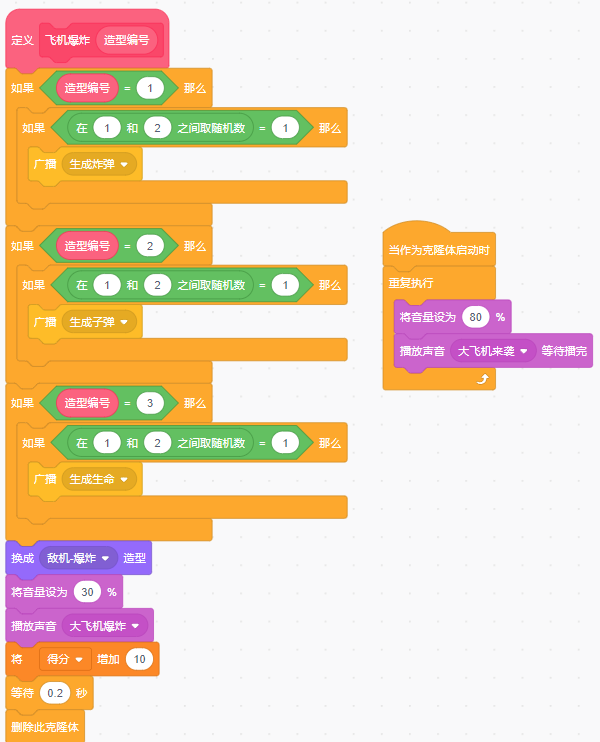 定义 飞机爆炸 造型编号
如果 造型编号 = 1 那么
如果 在 1 和 2 之间取随机数 = 1 那么
广播 生成炸弹
如果 造型编号 = 2 那么
如果 在 1 和 2 之间取随机数 = 1 那么
广播 生成子弹
如果 造型编号 = 3 那么
如果 在 1 和 2 之间取随机数 = 1 那么
广播 生成生命
换成 敌机-爆炸 造型
将音量设为 30 %
播放声音 大飞机爆炸
将 得分 增加 10
等待 0.2 秒
删除此克隆体
当作为克隆体启动时
重复执行
将音量设为 80 %
播放声音 大飞机来袭 等待播完